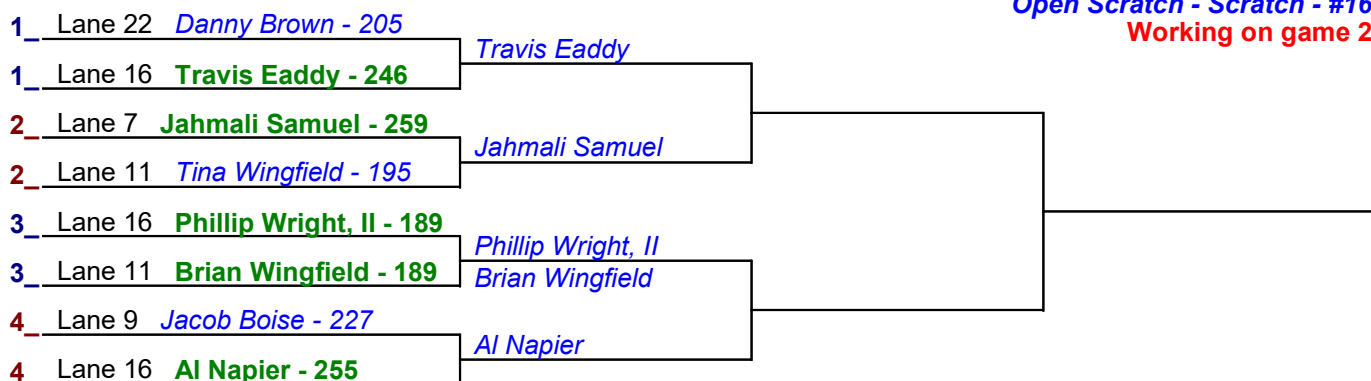 Open Scratch - Scratch - #16
Working on game 2
1_ Lane 22 Danny Brown - 205
Travis Eaddy
1_ Lane 16 Travis Eaddy - 246
2_ Lane 7 Jahmali Samuel - 259
Jahmali Samuel
2_ Lane 11 Tina Wingfield - 195
3_ Lane 16 Phillip Wright, II - 189
Phillip Wright, II
3_ Lane 11 Brian Wingfield - 189
Brian Wingfield
4_ Lane 9 Jacob Boise - 227
Al Napier
4 Lane 16 Al Napier - 255